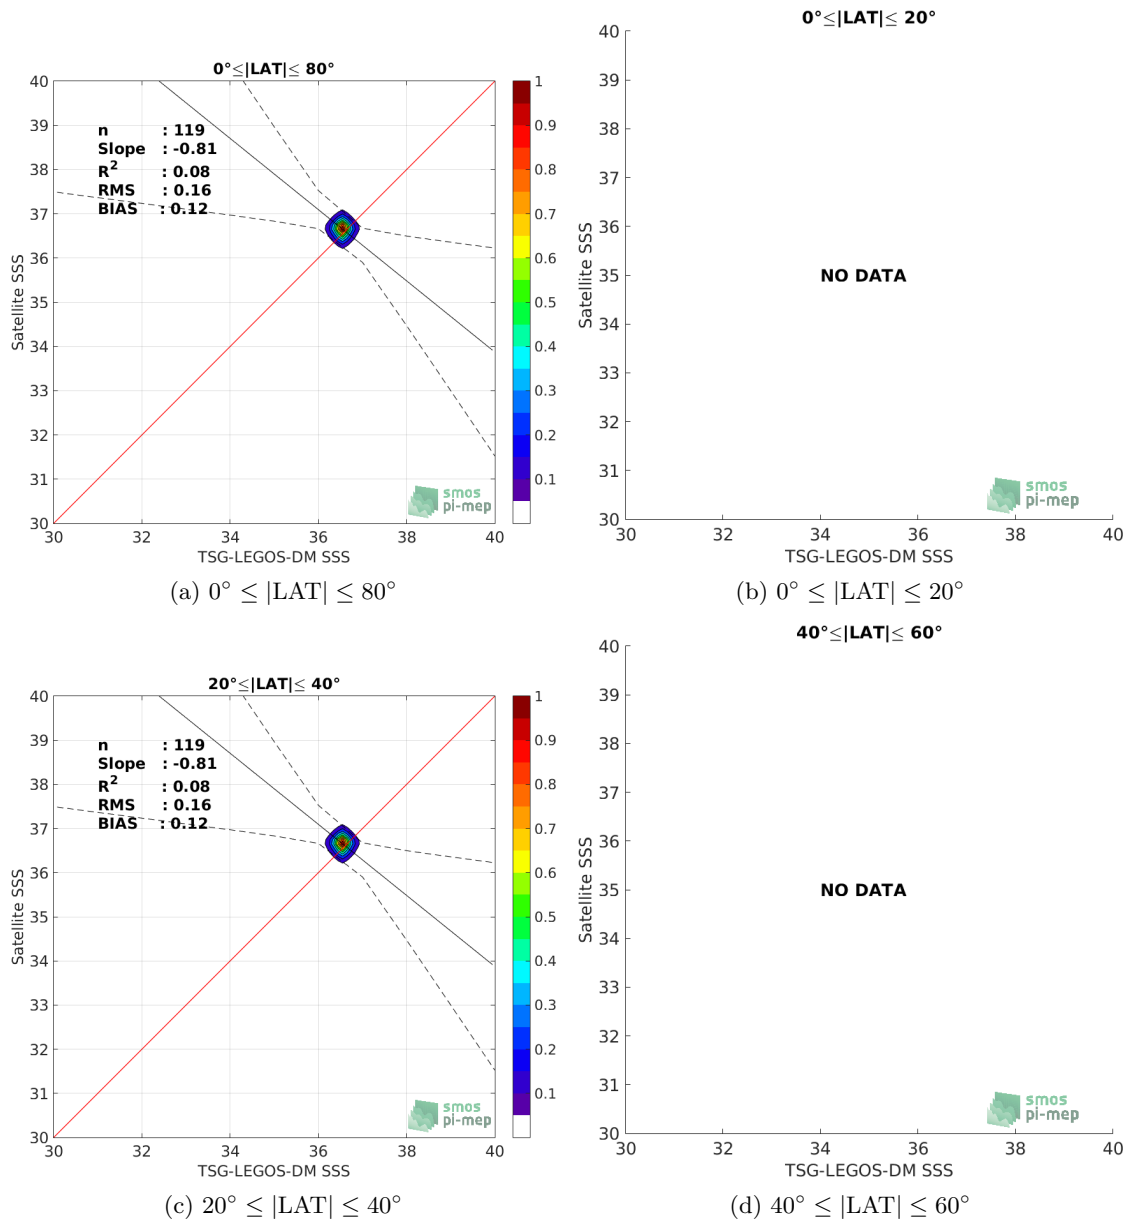 0°≤|LAT|≤ 80°
40
39
38
37
36
35
34
33
32
31
30
Satellite SSS
n : 119
Slope : -0.81
R² : 0.08
RMS : 0.16
BIAS : 0.12
1
0.9
0.8
0.7
0.6
0.5
0.4
0.3
0.2
0.1
smos
pi-mep
30 32 34 36 38 40
TSG-LEGOS-DM SSS
(a) 0° ≤ |LAT| ≤ 80°
0°≤|LAT|≤ 20°
40
39
38
37
36
35
34
33
32
31
30
Satellite SSS
NO DATA
smos
pi-mep
30 32 34 36 38 40
TSG-LEGOS-DM SSS
(b) 0° ≤ |LAT| ≤ 20°
20°≤|LAT|≤ 40°
40
39
38
37
36
35
34
33
32
31
30
Satellite SSS
n : 119
Slope : -0.81
R² : 0.08
RMS : 0.16
BIAS : 0.12
1
0.9
0.8
0.7
0.6
0.5
0.4
0.3
0.2
0.1
smos
pi-mep
30 32 34 36 38 40
TSG-LEGOS-DM SSS
(c) 20° ≤ |LAT| ≤ 40°
40°≤|LAT|≤ 60°
40
39
38
37
36
35
34
33
32
31
30
Satellite SSS
NO DATA
smos
pi-mep
30 32 34 36 38 40
TSG-LEGOS-DM SSS
(d) 40° ≤ |LAT| ≤ 60°